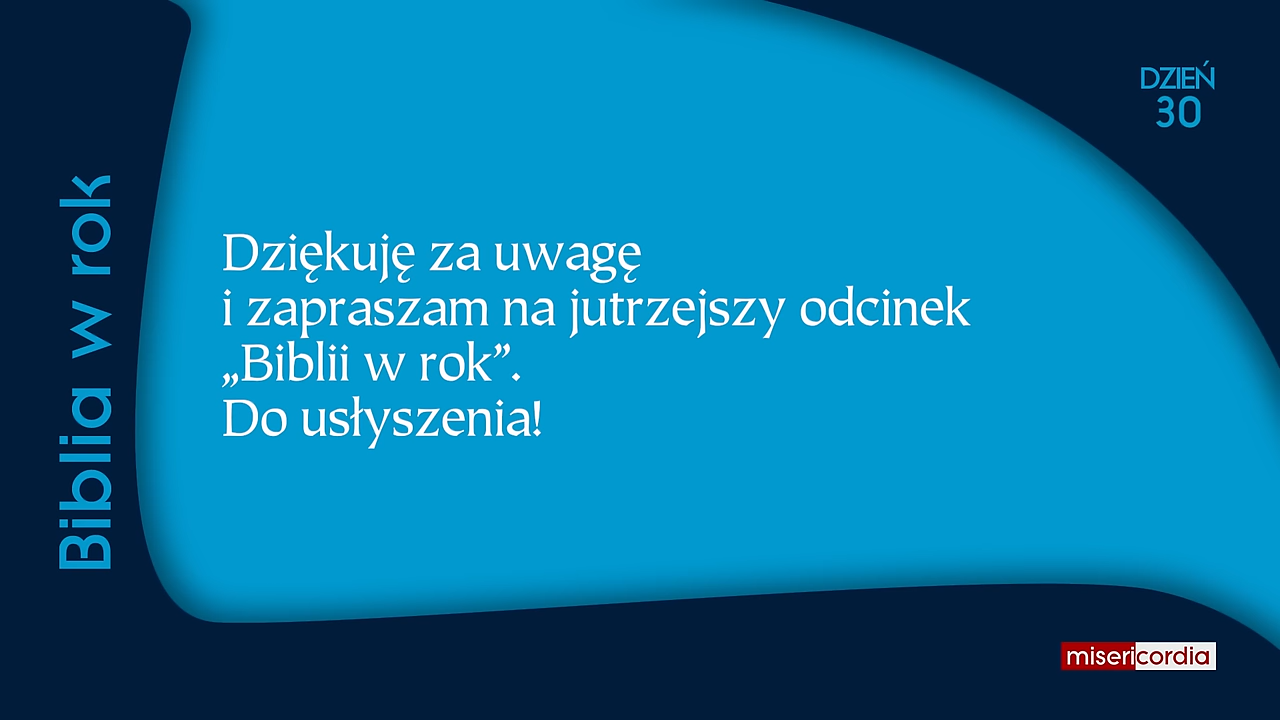 DZIEŃ
30
Biblia w rok
Dziękuję za uwagę
i zapraszam na jutrzejszy odcinek
„Biblii w rok”.
Do usłyszenia!
misericordia